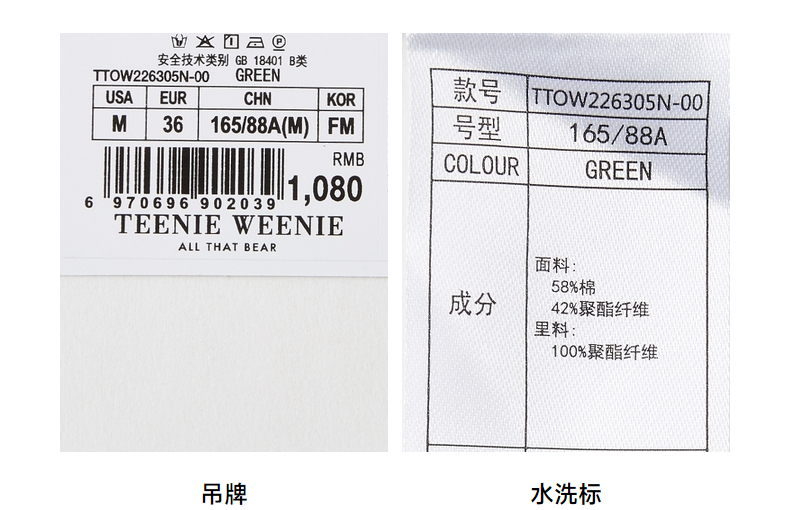 安全技术类别 GB 18401 B类
TTOW226305N-00 GREEN
USA EUR CHN KOR
M 36 165/88A(M) FM
RMB
1,080
6 970696 902039
TEENIE WEENIE
ALL THAT BEAR
吊牌
款号 TTOW226305N-00
号型 165/88A
COLOUR GREEN
成分
面料:
58%棉
42%聚酯纤维
里料:
100%聚酯纤维
水洗标